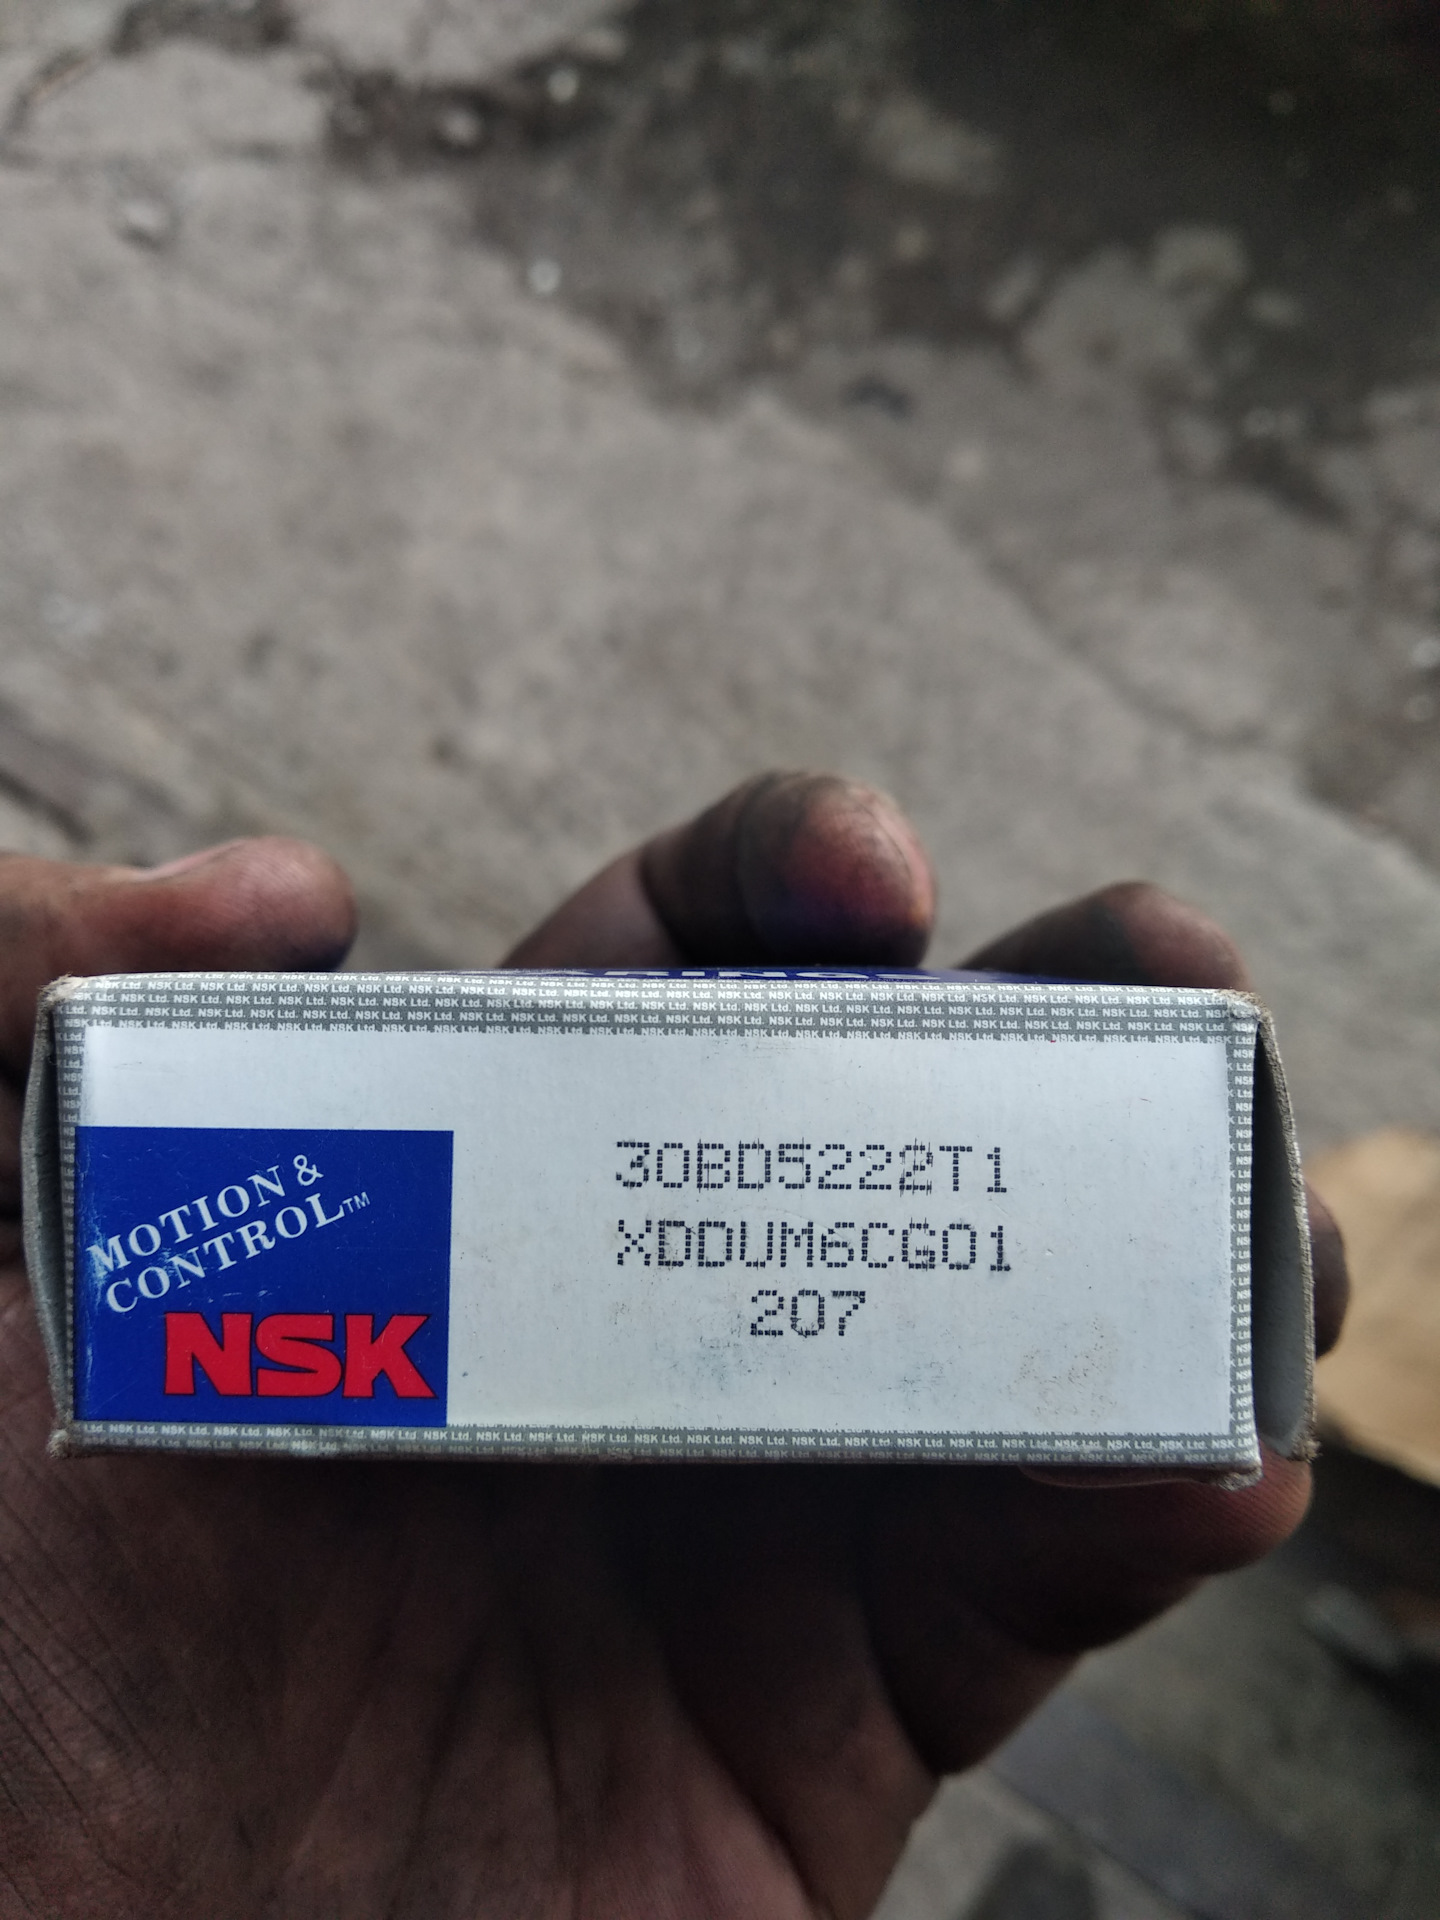 MOTION &
CONTROL™
NSK
30BD5222T1
XDDUM6CG01
207